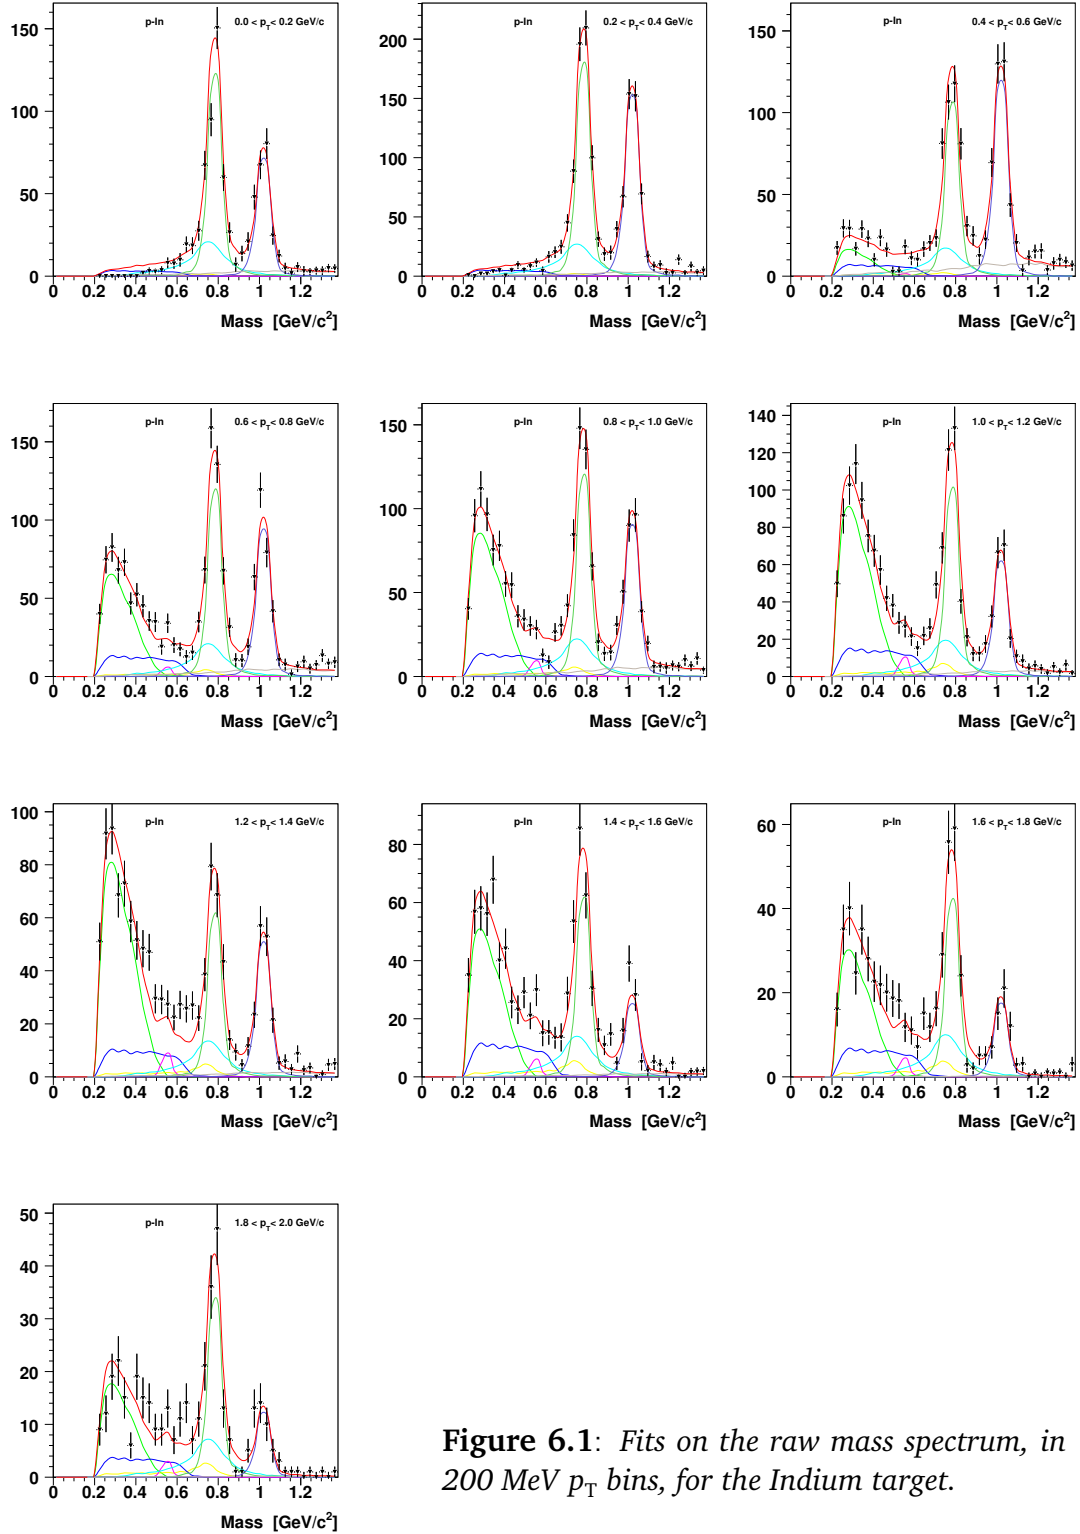 p-In 0.0 < pT < 0.2 GeV/c
150
100
50
0
0 0.2 0.4 0.6 0.8 1 1.2
Mass [GeV/c²]
p-In 0.2 < pT < 0.4 GeV/c
200
150
100
50
0
0 0.2 0.4 0.6 0.8 1 1.2
Mass [GeV/c²]
p-In 0.4 < pT < 0.6 GeV/c
150
100
50
0
0 0.2 0.4 0.6 0.8 1 1.2
Mass [GeV/c²]
p-In 0.6 < pT < 0.8 GeV/c
150
100
50
0
0 0.2 0.4 0.6 0.8 1 1.2
Mass [GeV/c²]
p-In 0.8 < pT < 1.0 GeV/c
150
100
50
0
0 0.2 0.4 0.6 0.8 1 1.2
Mass [GeV/c²]
p-In 1.0 < pT < 1.2 GeV/c
140
120
100
80
60
40
20
0
0 0.2 0.4 0.6 0.8 1 1.2
Mass [GeV/c²]
p-In 1.2 < pT < 1.4 GeV/c
100
80
60
40
20
0
0 0.2 0.4 0.6 0.8 1 1.2
Mass [GeV/c²]
p-In 1.4 < pT < 1.6 GeV/c
80
60
40
20
0
0 0.2 0.4 0.6 0.8 1 1.2
Mass [GeV/c²]
p-In 1.6 < pT < 1.8 GeV/c
60
40
20
0
0 0.2 0.4 0.6 0.8 1 1.2
Mass [GeV/c²]
p-In 1.8 < pT < 2.0 GeV/c
50
40
30
20
10
0
0 0.2 0.4 0.6 0.8 1 1.2
Mass [GeV/c²]
Figure 6.1: Fits on the raw mass spectrum, in
200 MeV pT bins, for the Indium target.